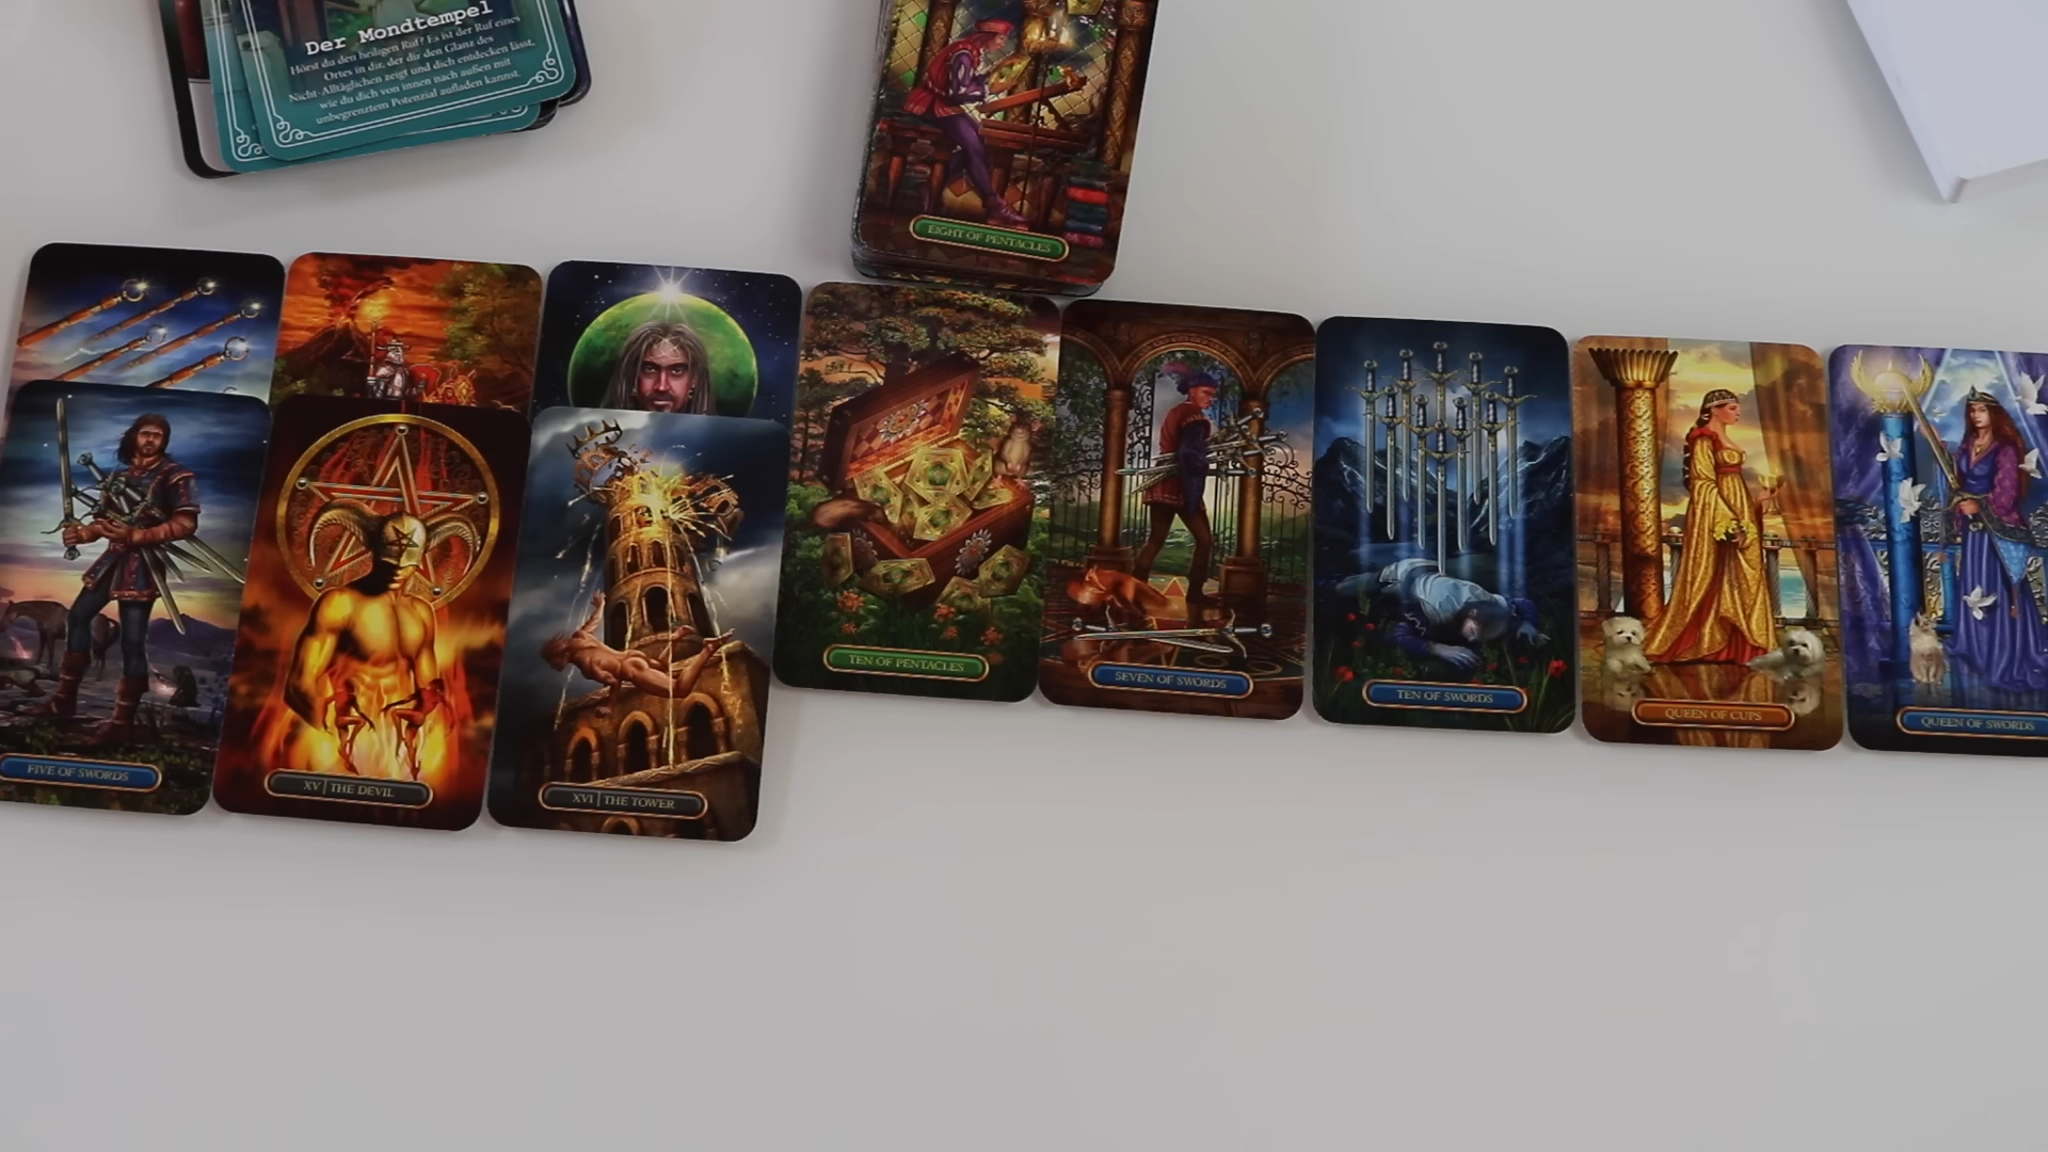 Der Mondtempel
Hörst du den heiligen Ruf? Es ist der Ruf eines
Ortes in dir, der dir den Glanz des
Nicht-Alltäglichen zeigt und dich entdecken lässt,
wie du dich von innen nach außen mit
unbegrenztem Potenzial aufladen kannst.
EIGHT OF PENTACLES
TEN OF PENTACLES
SEVEN OF SWORDS
TEN OF SWORDS
QUEEN OF CUPS
QUEEN OF SWORDS
FIVE OF SWORDS
XV | THE DEVIL
XVI | THE TOWER